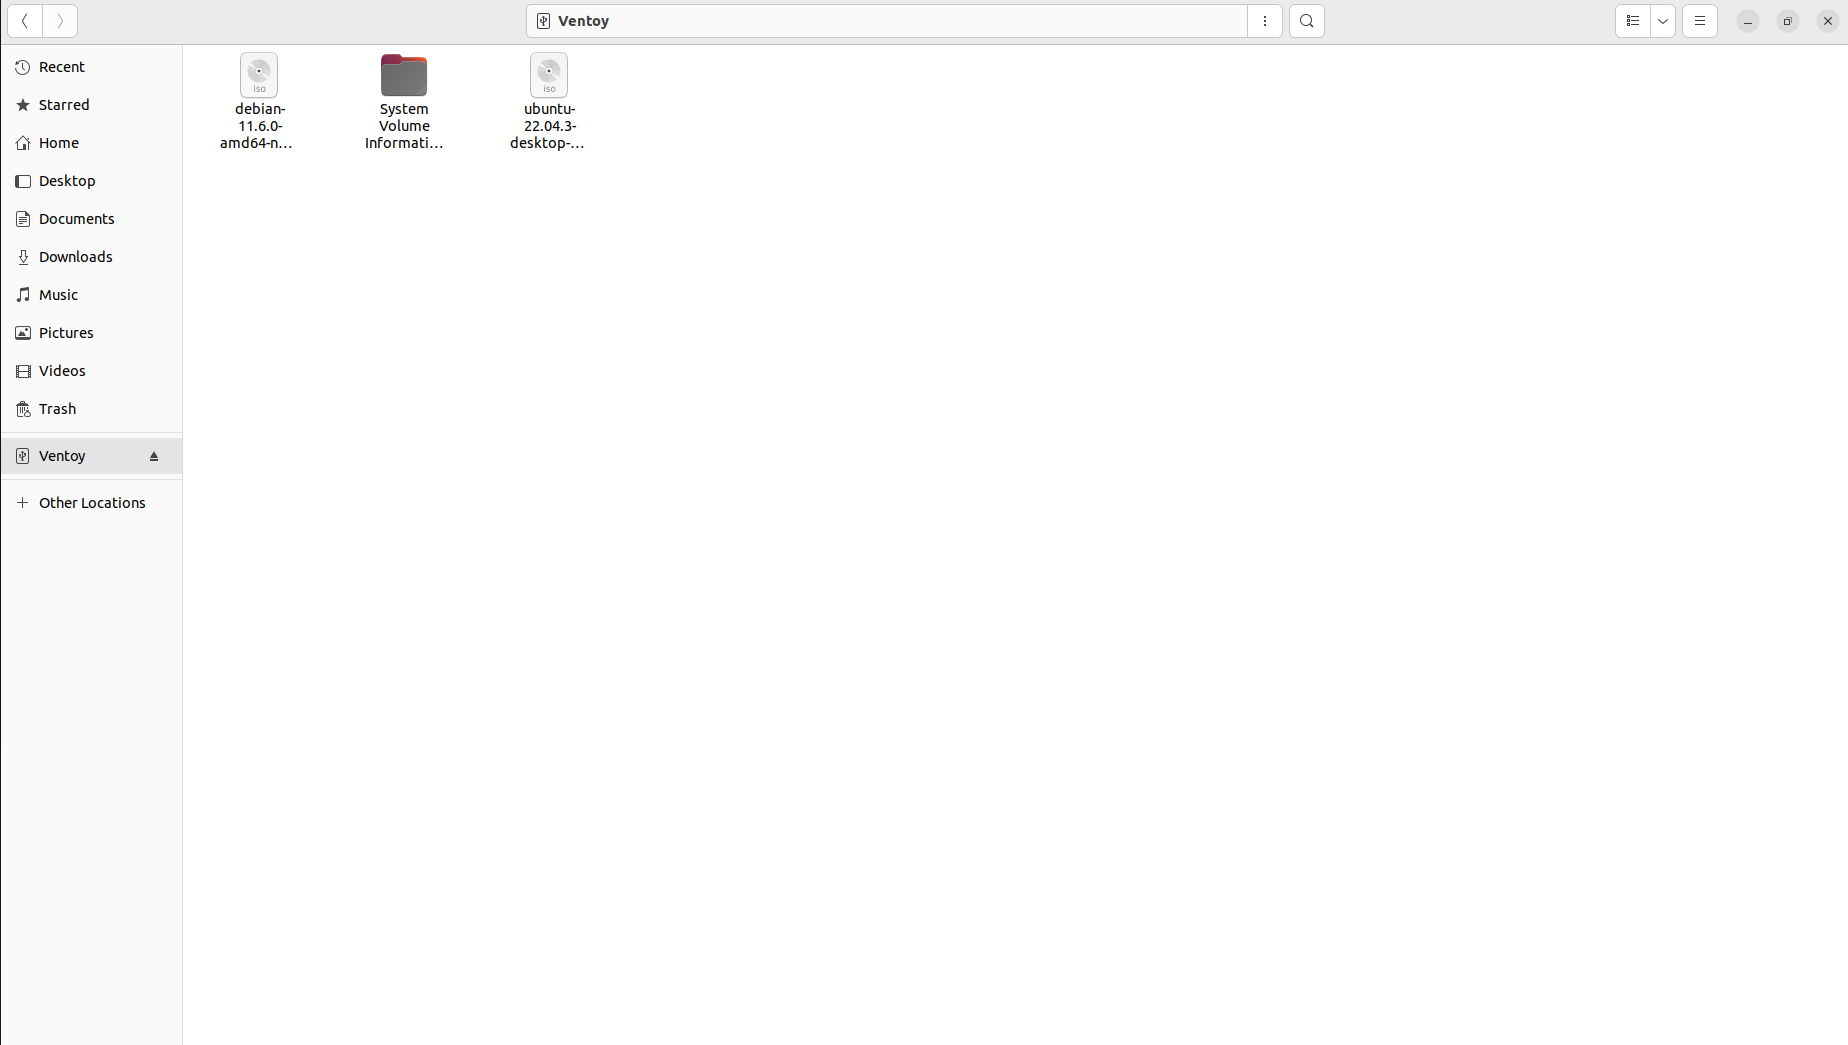 Ventoy
Recent
Starred
Home
Desktop
Documents
Downloads
Music
Pictures
Videos
Trash
Ventoy
Other Locations
iso
debian-
11.6.0-
amd64-n...
System
Volume
Informati...
iso
ubuntu-
22.04.3-
desktop-...